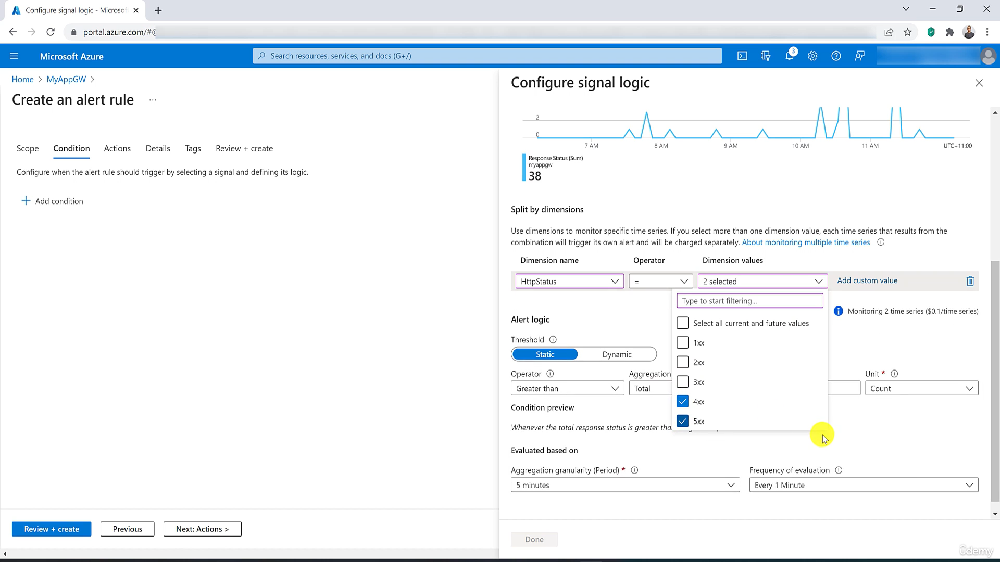 Configure signal logic - Microsof
portal.azure.com/#@
Microsoft Azure
Search resources, services, and docs (G+/)
3
Home > MyAppGW >
Create an alert rule ...
Scope Condition Actions Details Tags Review + create
Configure when the alert rule should trigger by selecting a signal and defining its logic.
Add condition
Review + create
Previous
Next: Actions >
Configure signal logic
2
0
7 AM 8 AM 9 AM 10 AM 11 AM UTC+11:00
Response Status (Sum)
myappgw
38
Split by dimensions
Use dimensions to monitor specific time series. If you select more than one dimension value, each time series that results from the
combination will trigger its own alert and will be charged separately. About monitoring multiple time series
Dimension name Operator Dimension values
HttpStatus = 2 selected Add custom value
Type to start filtering...
Select all current and future values
1xx
2xx
3xx
4xx
5xx
Monitoring 2 time series ($0.1/time series)
Alert logic
Threshold
Static Dynamic
Operator Aggregation Unit *
Greater than Total Count
Condition preview
Whenever the total response status is greater tha
Evaluated based on
Aggregation granularity (Period) * Frequency of evaluation
5 minutes Every 1 Minute
Done
ûdemy